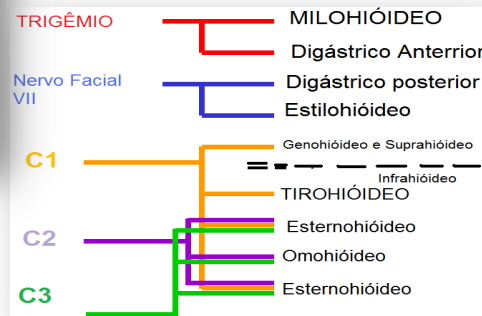 TRIGÊMIO
MILOHIÓIDEO
Digástrico Anterrior
Nervo Facial
VII
Digástrico posterior
Estilohióideo
C1
Genohióideo e Suprahióideo
Infrahióideo
TIROHIÓIDEO
C2
Esternohióideo
Omohióideo
C3
Esternohióideo